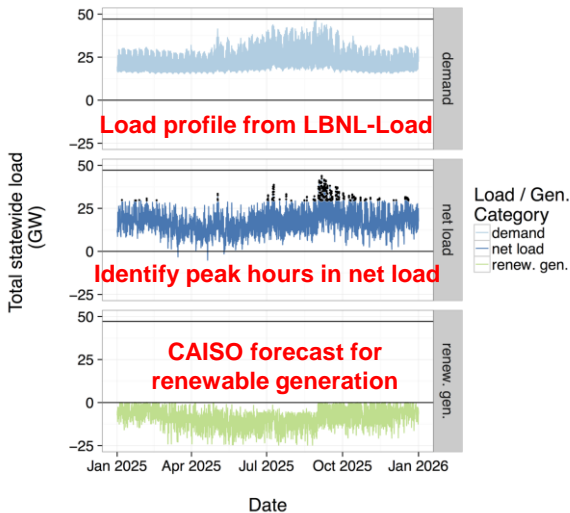 Total statewide load
(GW)
50
25
0
−25
demand
Load profile from LBNL-Load
50
25
0
−25
net load
Identify peak hours in net load
50
25
0
−25
renew. gen.
CAISO forecast for
renewable generation
Jan 2025
Apr 2025
Jul 2025
Oct 2025
Jan 2026
Date
Load / Gen.
Category
demand
net load
renew. gen.